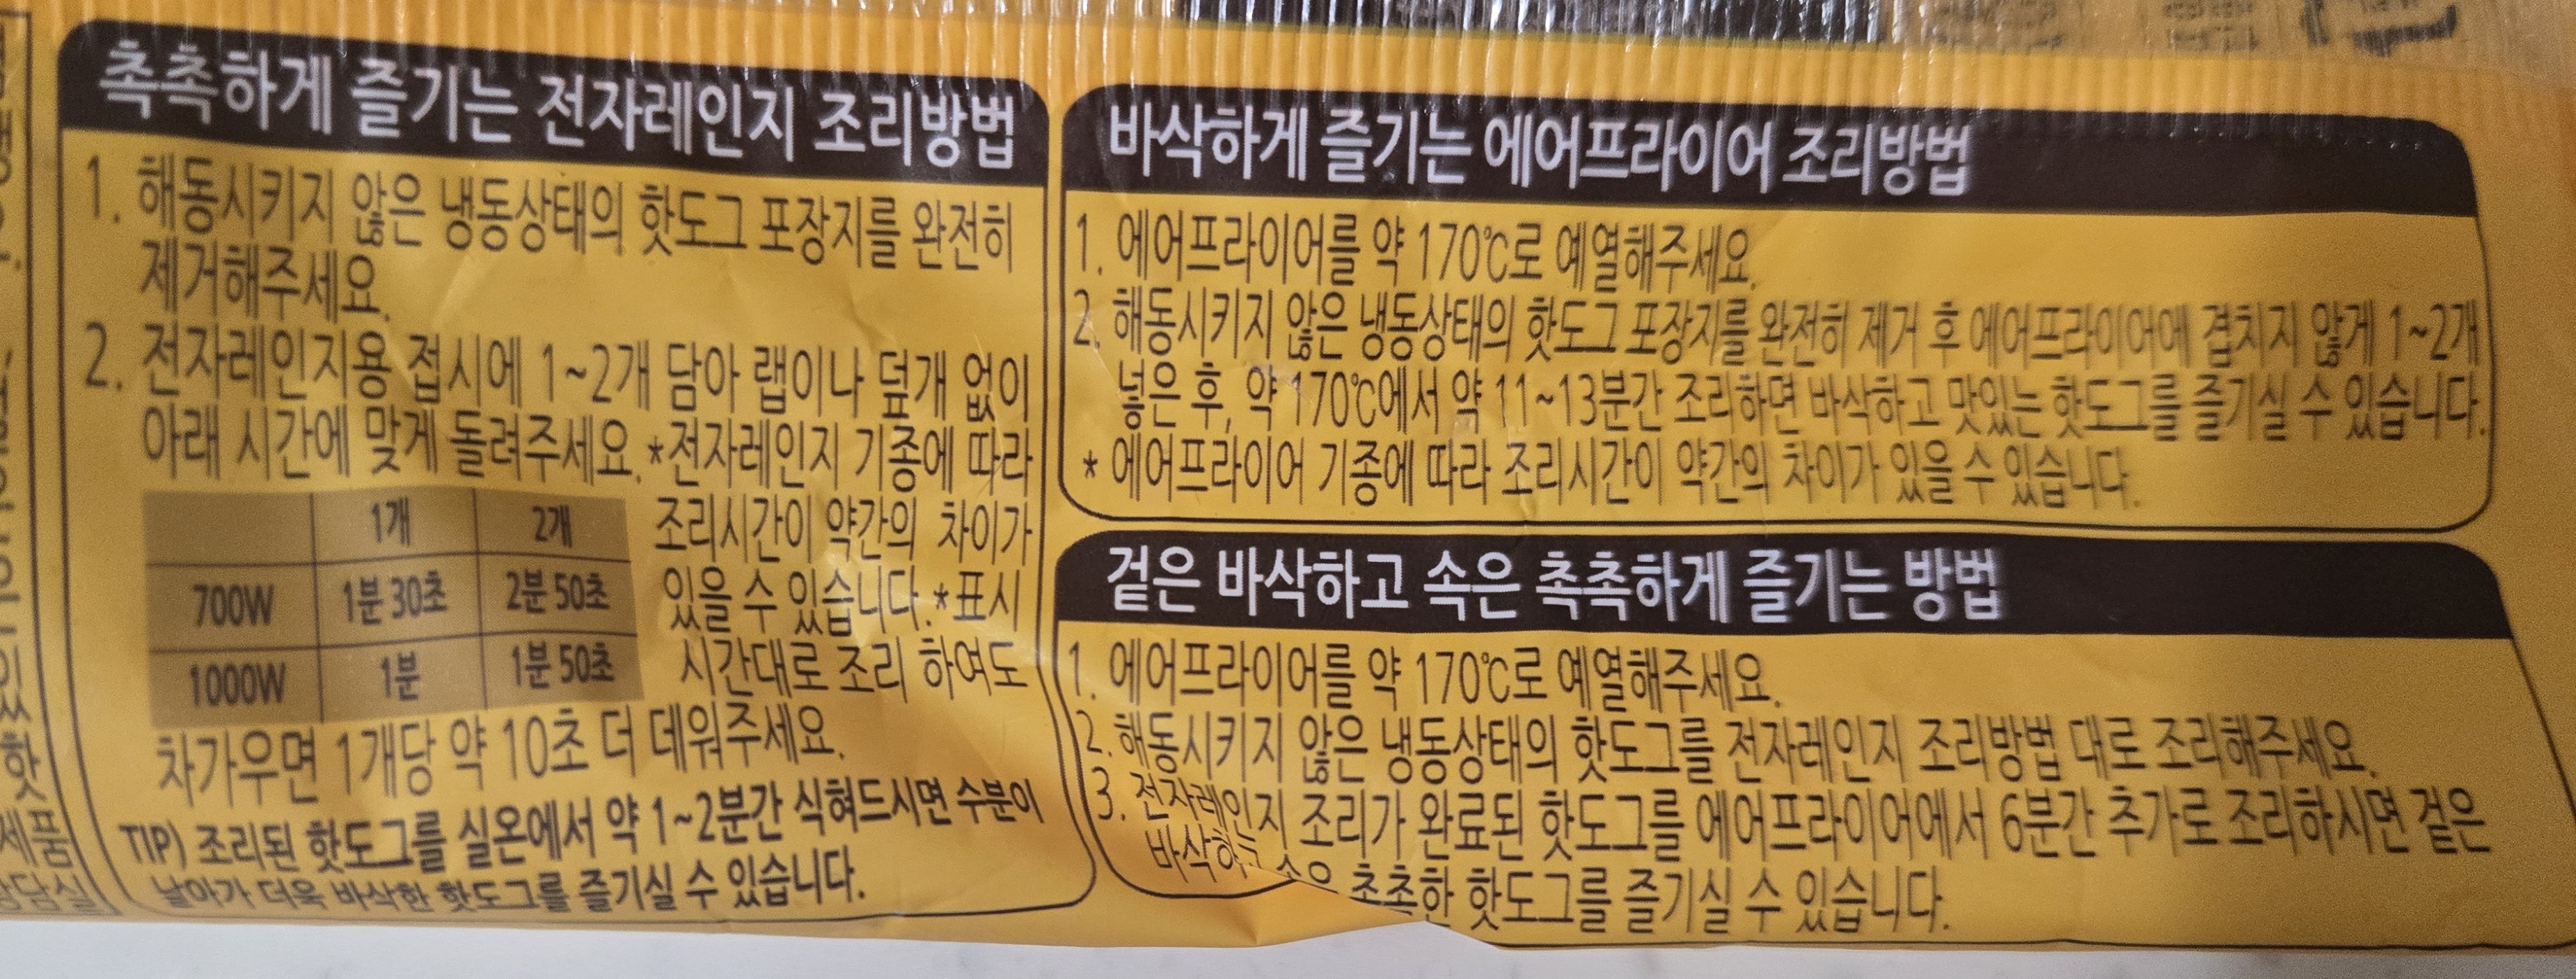 촉촉하게 즐기는 전자레인지 조리방법
1. 해동시키지 않은 냉동상태의 핫도그 포장지를 완전히
제거해주세요.
2. 전자레인지용 접시에 1~2개 담아 랩이나 덮개 없이
아래 시간에 맞게 돌려주세요. *전자레인지 기종에 따라
조리시간이 약간의 차이가
있을 수 있습니다. *표시
시간대로 조리 하여도
1개 2개
700W 1분 30초 2분 50초
1000W 1분 1분 50초
차가우면 1개당 약 10초 더 데워주세요.
TIP) 조리된 핫도그를 실온에서 약 1~2분간 식혀드시면 수분이
날아가 더욱 바삭한 핫도그를 즐기실 수 있습니다.
바삭하게 즐기는 에어프라이어 조리방법
1. 에어프라이어를 약 170℃로 예열해주세요.
2. 해동시키지 않은 냉동상태의 핫도그 포장지를 완전히 제거 후 에어프라이어에 겹치지 않게 1~2개
넣은 후, 약 170℃에서 약 11~13분간 조리하면 바삭하고 맛있는 핫도그를 즐기실 수 있습니다.
* 에어프라이어 기종에 따라 조리시간이 약간의 차이가 있을 수 있습니다.
겉은 바삭하고 속은 촉촉하게 즐기는 방법
1. 에어프라이어를 약 170℃로 예열해주세요.
2. 해동시키지 않은 냉동상태의 핫도그를 전자레인지 조리방법 대로 조리해주세요.
3. 전자레인지 조리가 완료된 핫도그를 에어프라이어에서 6분간 추가로 조리하시면 겉은
촉촉한 핫도그를 즐기실 수 있습니다.
제품